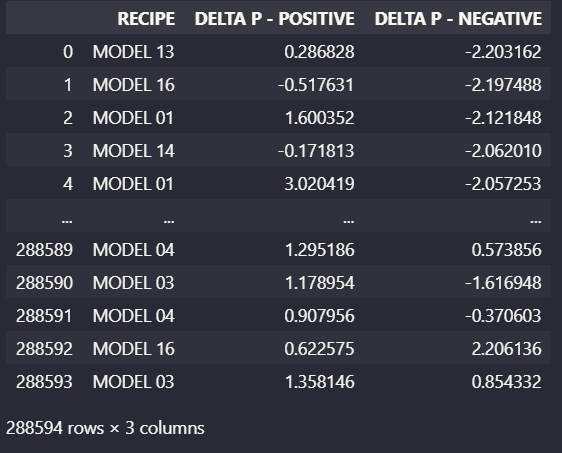 RECIPE DELTA P - POSITIVE DELTA P - NEGATIVE
0 MODEL 13 0.286828 -2.203162
1 MODEL 16 -0.517631 -2.197488
2 MODEL 01 1.600352 -2.121848
3 MODEL 14 -0.171813 -2.062010
4 MODEL 01 3.020419 -2.057253
... ... ... ...
288589 MODEL 04 1.295186 0.573856
288590 MODEL 03 1.178954 -1.616948
288591 MODEL 04 0.907956 -0.370603
288592 MODEL 16 0.622575 2.206136
288593 MODEL 03 1.358146 0.854332
288594 rows × 3 columns